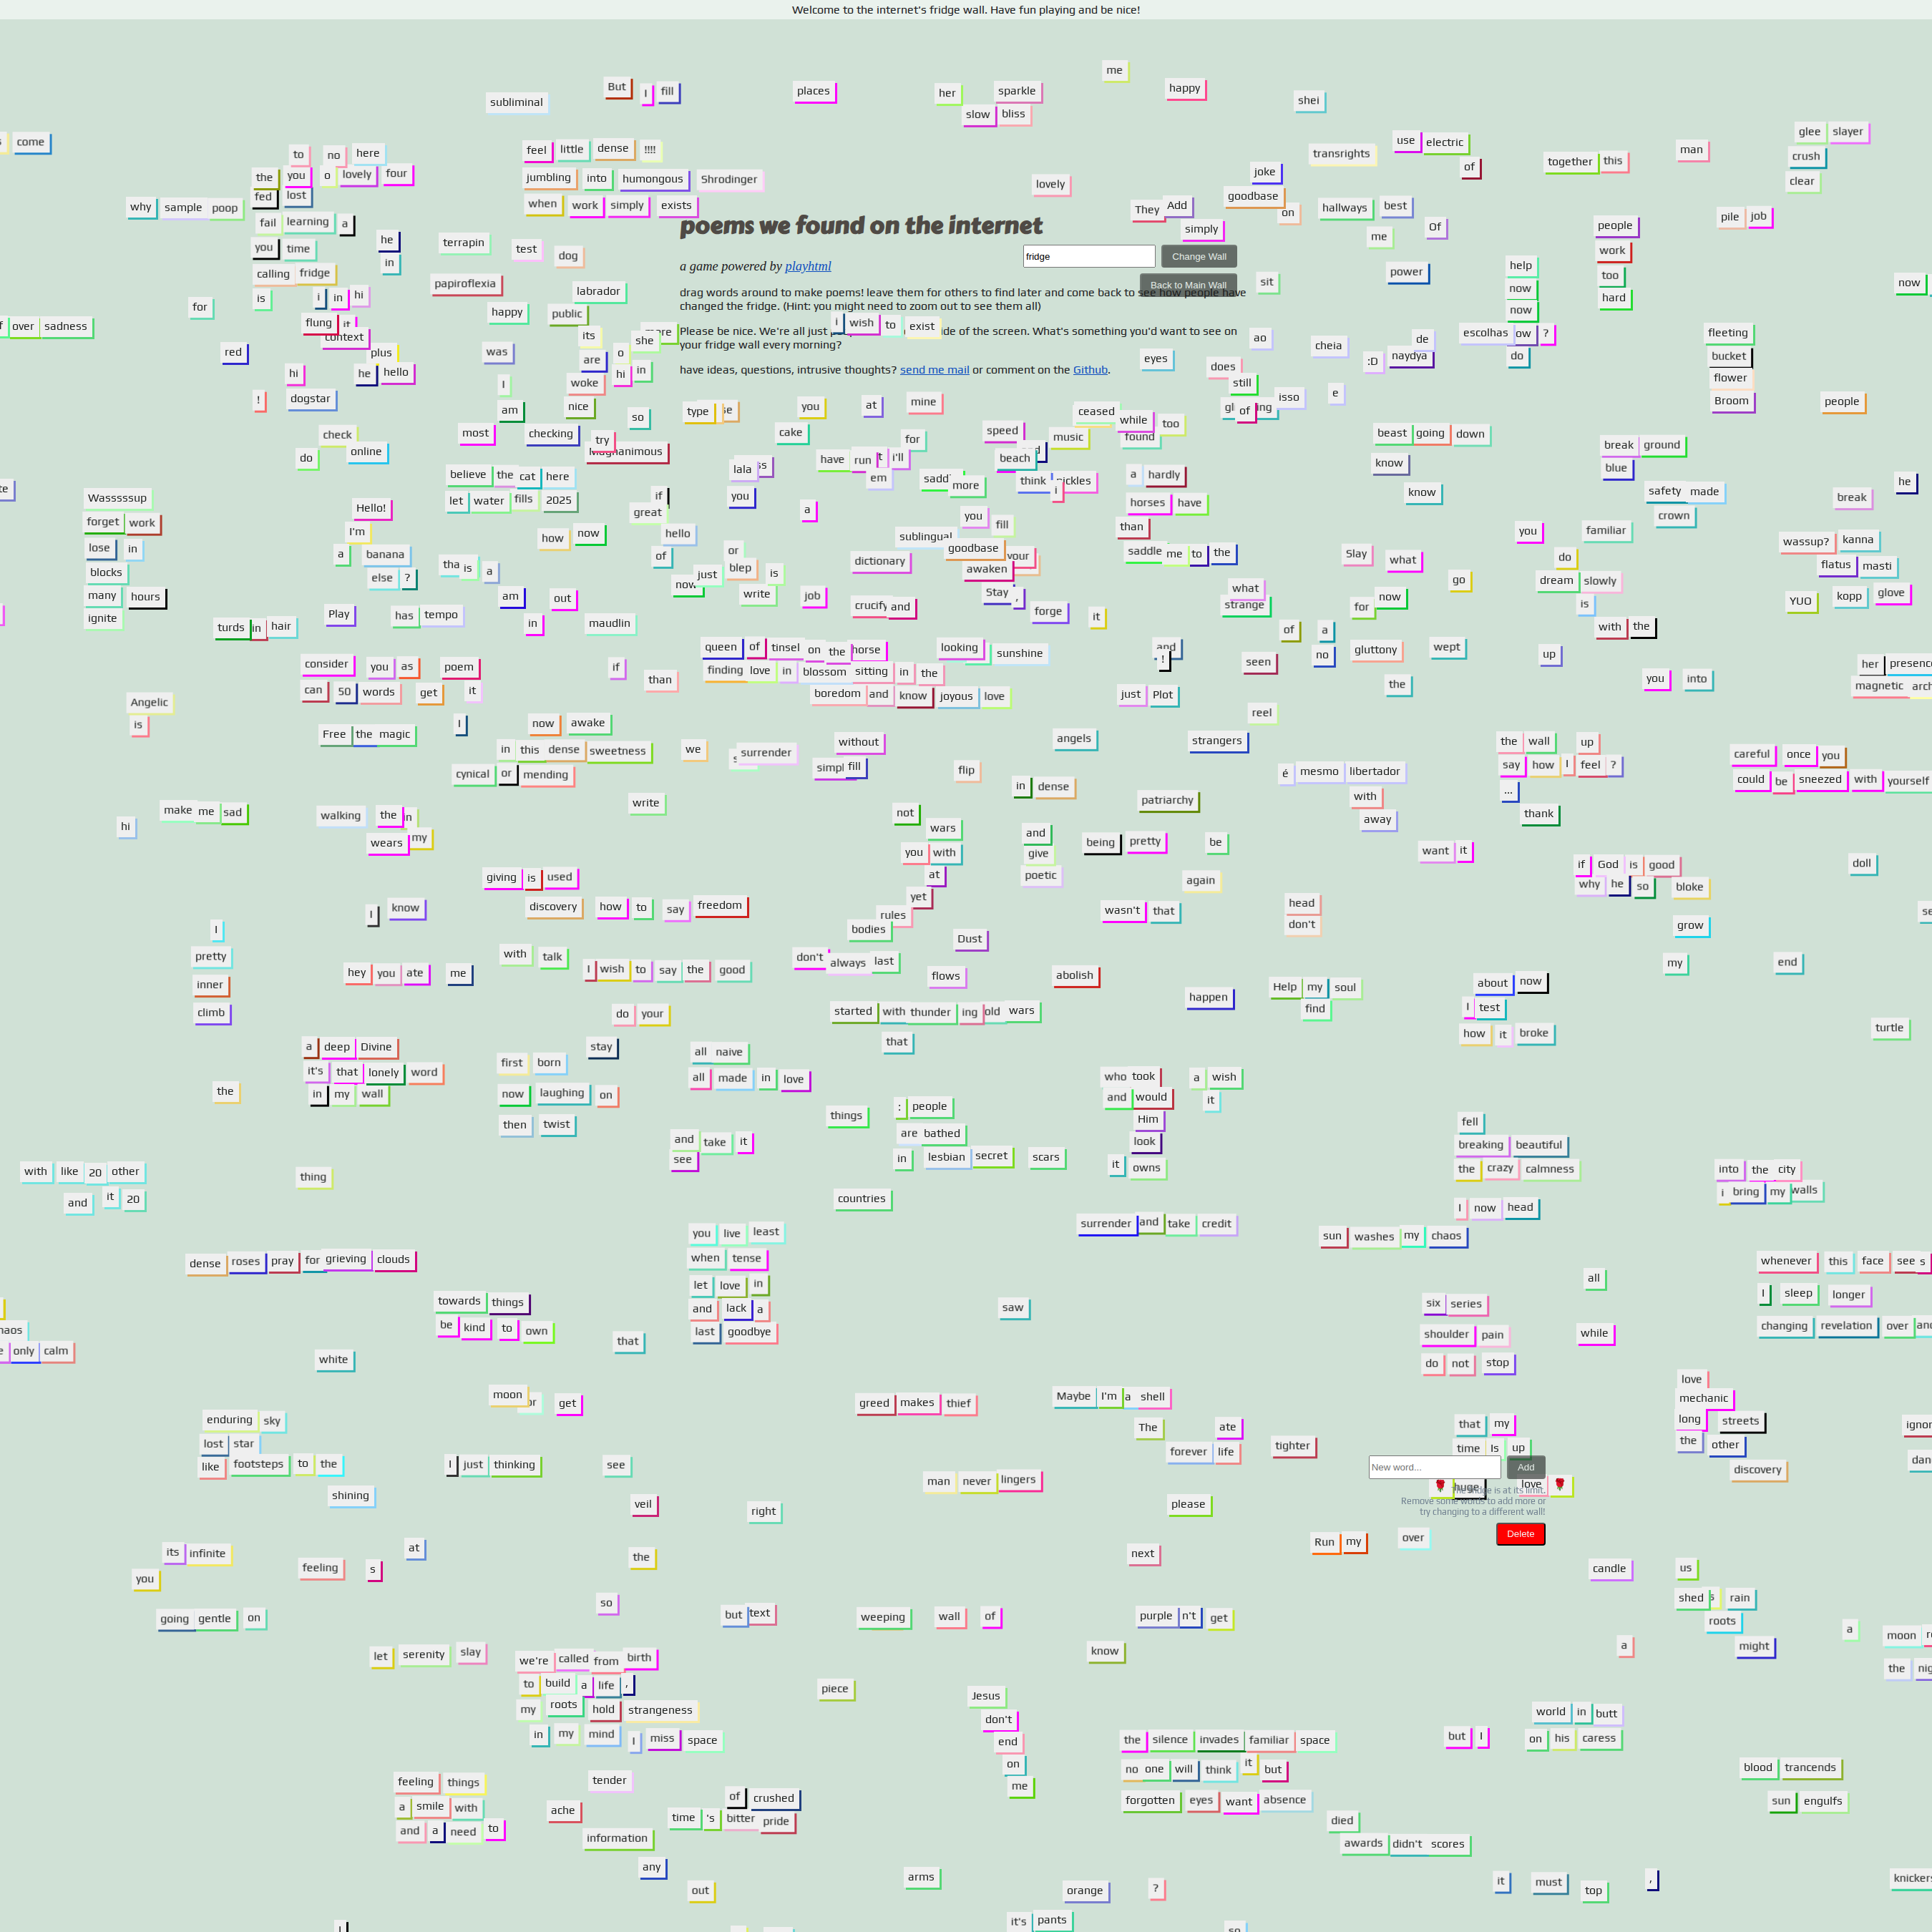 Welcome to the internet's fridge wall. Have fun playing and be nice!
me
But I fill
places
her sparkle
happy
subliminal
slow bliss
shei
come
feel little dense !!!!
to no here
the you o lovely four
fed lost
use electric
transrights
of
together this
man
glee slayer
crush
clear
jumbling into humongous Shrodinger
when work simply exists
lovely
joke
goodbase
on
hallways best
They Add
simply
me Of
why sample poop
fail learning a
you time
calling fridge
is i in hi
flung it
context
he
in
terrapin test dog
papiroflexia
labrador
happy public
poems we found on the internet
a game powered by playhtml
fridge
Change Wall
Back to Main Wall
drag words around to make poems! leave them for others to find later and come back to see how people have
changed the fridge. (Hint: you might need to zoom out to see them all)
Please be nice. We're all just
i wish to exist
de of the screen. What's something you'd want to see on
your fridge wall every morning?
have ideas, questions, intrusive thoughts? send me mail or comment on the Github.
sit
power
people
work
too
hard
pile job
help
now
now
escolhas ?
do
now
for
over sadness
red
plus
hi he hello
! dogstar
was
I
am
its
are
woke
nice
more
she
o
hi in
so
eyes
ao
cheia
de
:D naydya
does
still
of
isso
e
fleeting
bucket
flower
Broom
people
check
do online
most checking try
type
you at mine
cake
for
speed
beach
music
ceased while too
found
beast going down
know
know
break ground
blue
safety made
crown
break
he
believe the cat here
let water fills 2025
if
great
hello
of
lala
you
a
have run i'll
em
more
think
i
a hardly
horses have
than
saddle me to the
Wasssssup
forget work
lose in
blocks
many hours
ignite
Hello!
I'm
a banana
else ?
tha is a
how now
now just
or
blep
is
write job
dictionary
sublingual
you fill
goodbase your
awaken
Stay ,
crucify and
forge it
what
strange
Slay what
for now
go
you
familiar
do
dream slowly
is
with the
wassup? kanna
flatus masti
YUO kopp glove
turds in hair
Play
has tempo
am out
in maudlin
of a
no
gluttony
wept
up
consider you as poem
can 50 words get it
if
than
queen of tinsel on the horse
finding love in blossom sitting in the
boredom and know joyous love
looking sunshine
and
!
seen
the
just Plot
reel
you into
her presence
magnetic
Angelic
is
Free the magic
I
now awake
in this dense sweetness
cynical or mending
we
surrender
without
fill
flip
angels
strangers
in dense
patriarchy
é mesmo libertador
with
away
the wall up
say how I feel ?
...
thank
careful once you
could be sneezed with yourself
hi
make me sad
walking the in
wears my
write
not
wars
you with
at
yet
rules
bodies
and
give
poetic
being pretty
be
again
want it
if God is good
why he so bloke
doll
giving is used
discovery how to say freedom
I know
wasn't that
head
don't
grow
I
pretty
inner
climb
hey you ate me
with talk
I wish to say the good
don't always last
Dust
flows
abolish
happen
Help my soul
find
about now
I test
how it broke
my end
do your
stay
started with thunder ing old wars
that
turtle
a deep Divine
it's that lonely word
in my wall
the
first born
now laughing on
then twist
all naive
all made in love
who took
and would
Him
look
it owns
a wish
it
things
: people
are bathed
in lesbian secret scars
and take it
see
fell
breaking beautiful
the crazy calmness
with like 20 other
and it 20
thing
countries
into the city
i bring my walls
I now head
surrender and take credit
sun washes my chaos
you live least
when tense
let love in
and lack a
last goodbye
dense roses pray for grieving clouds
whenever this face see s
I sleep longer
changing revelation over
all
towards things
be kind to own
that
saw
six series
shoulder pain
do not stop
while
only calm
white
moon
get
greed makes thief
Maybe I'm a shell
The ate
forever life
tighter
love
mechanic
long streets
the other
discovery
that my
time Is up
New word...
Add
🌹 huge love 🌹
The fridge is at its limit.
Remove some words to add more or
try changing to a different wall!
Delete
enduring sky
lost star
like footsteps to the
shining
I just thinking
see
veil
right
man never lingers
please
Run my over
its infinite
you
feeling s
at
the
next
candle
us
shed
rain
roots
might
going gentle on
so
but text
weeping wall of
purple n't get
know
a
a
moon
the
let serenity slay
we're called from birth
to build a life ,
my roots hold strangeness
in my mind I miss space
piece
Jesus
don't
end
on
me
the silence invades familiar space
no one will think it but
forgotten eyes want absence
but I
world in butt
on his caress
blood trancends
sun engulfs
feeling things
a smile with
and a need to
tender
ache
information
of crushed
time 's bitter pride
died
awards didn't scores
any
out
arms
orange ?
it must top ,
it's pants
so